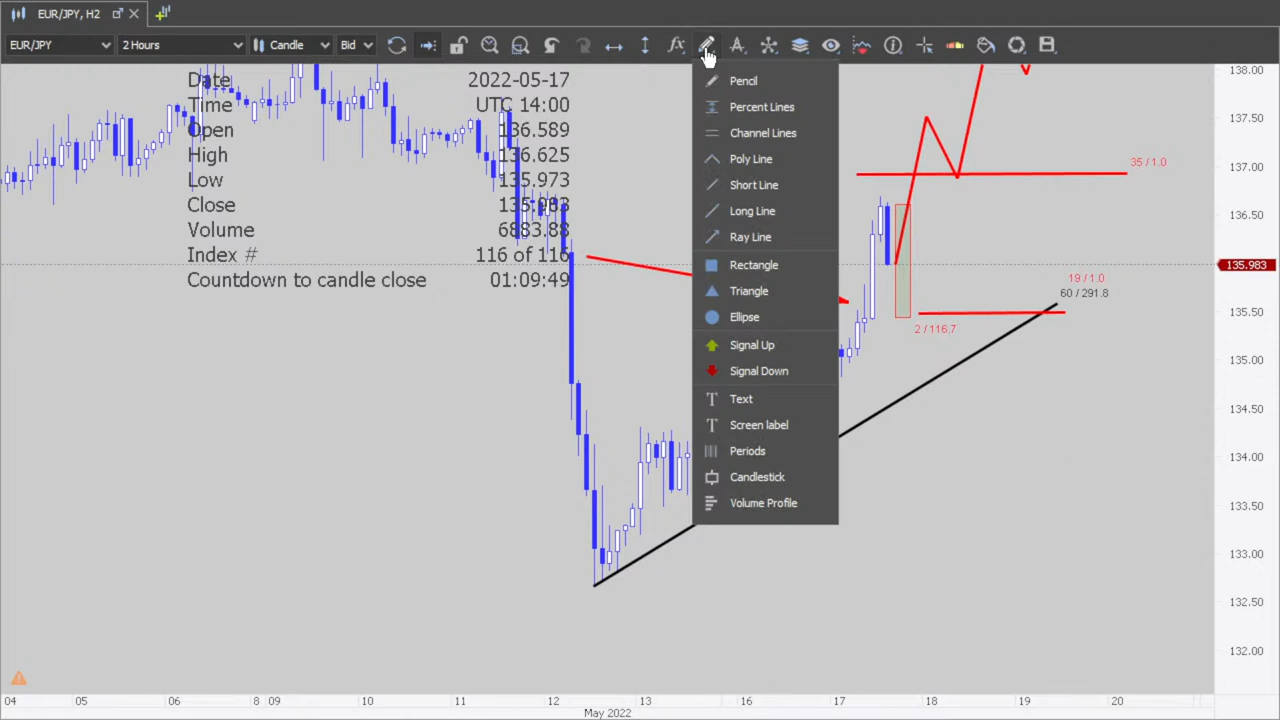 EUR/JPY, H2
EUR/JPY 2 Hours Candle Bid fx
Date 2022-05-17
Time UTC 14:00
Open 136.589
High 136.625
Low 135.973
Close 135.983
Volume 6883.88
Index # 116 of 116
Countdown to candle close 01:09:49
Pencil
Percent Lines
Channel Lines
Poly Line
Short Line
Long Line
Ray Line
Rectangle
Triangle
Ellipse
Signal Up
Signal Down
Text
Screen label
Periods
Candlestick
Volume Profile
35 / 1.0
19 / 1.0
60 / 291.8
2 / 116.7
138.00
137.50
137.00
136.50
135.983
135.50
135.00
134.50
134.00
133.50
133.00
132.50
132.00
04 05 06 8 09 10 11 12 13 16 17 18 19 20
May 2022